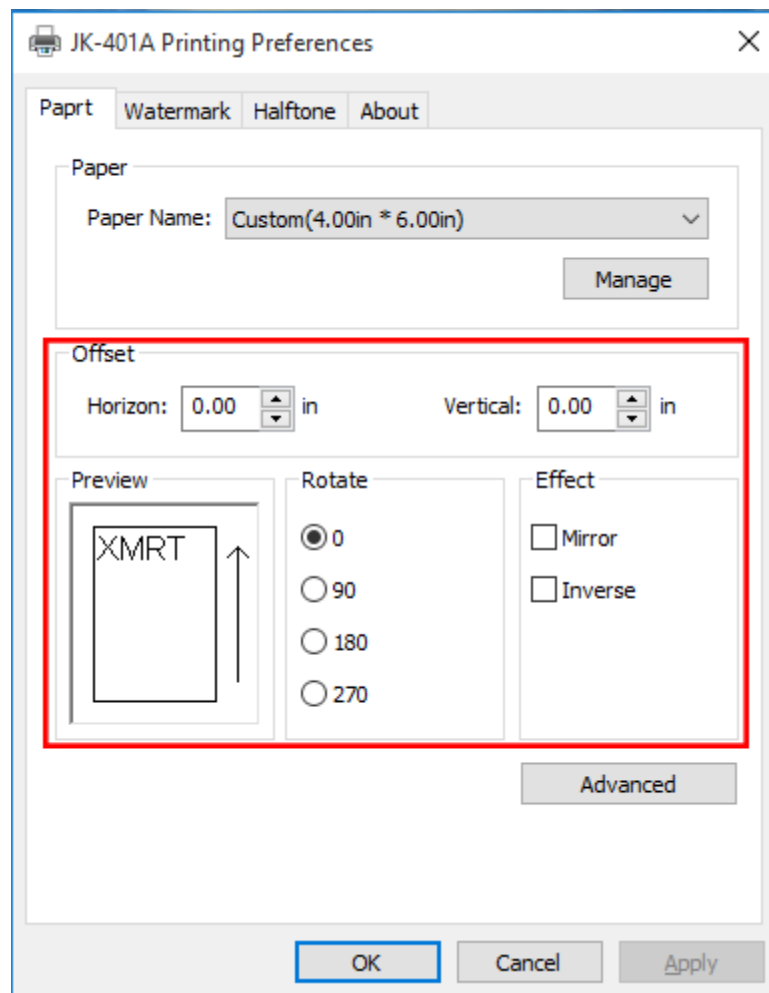 JK-401A Printing Preferences
Paprt Watermark Halftone About
Paper
Paper Name: Custom(4.00in * 6.00in)
Manage
Offset
Horizon: 0.00 in Vertical: 0.00 in
Preview Rotate Effect
XMRT
0 Mirror
90 Inverse
180
270
Advanced
OK Cancel Apply